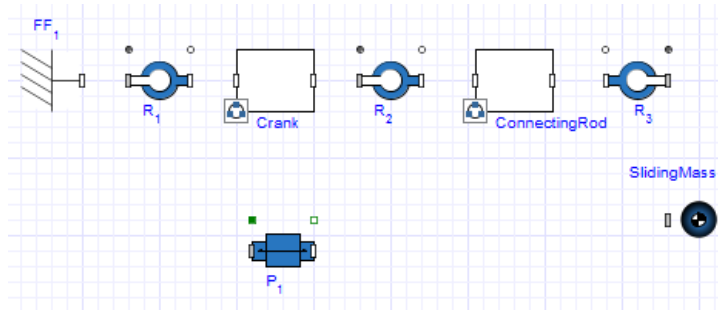 FF1
R1
Crank
R2
ConnectingRod
R3
SlidingMass
P1